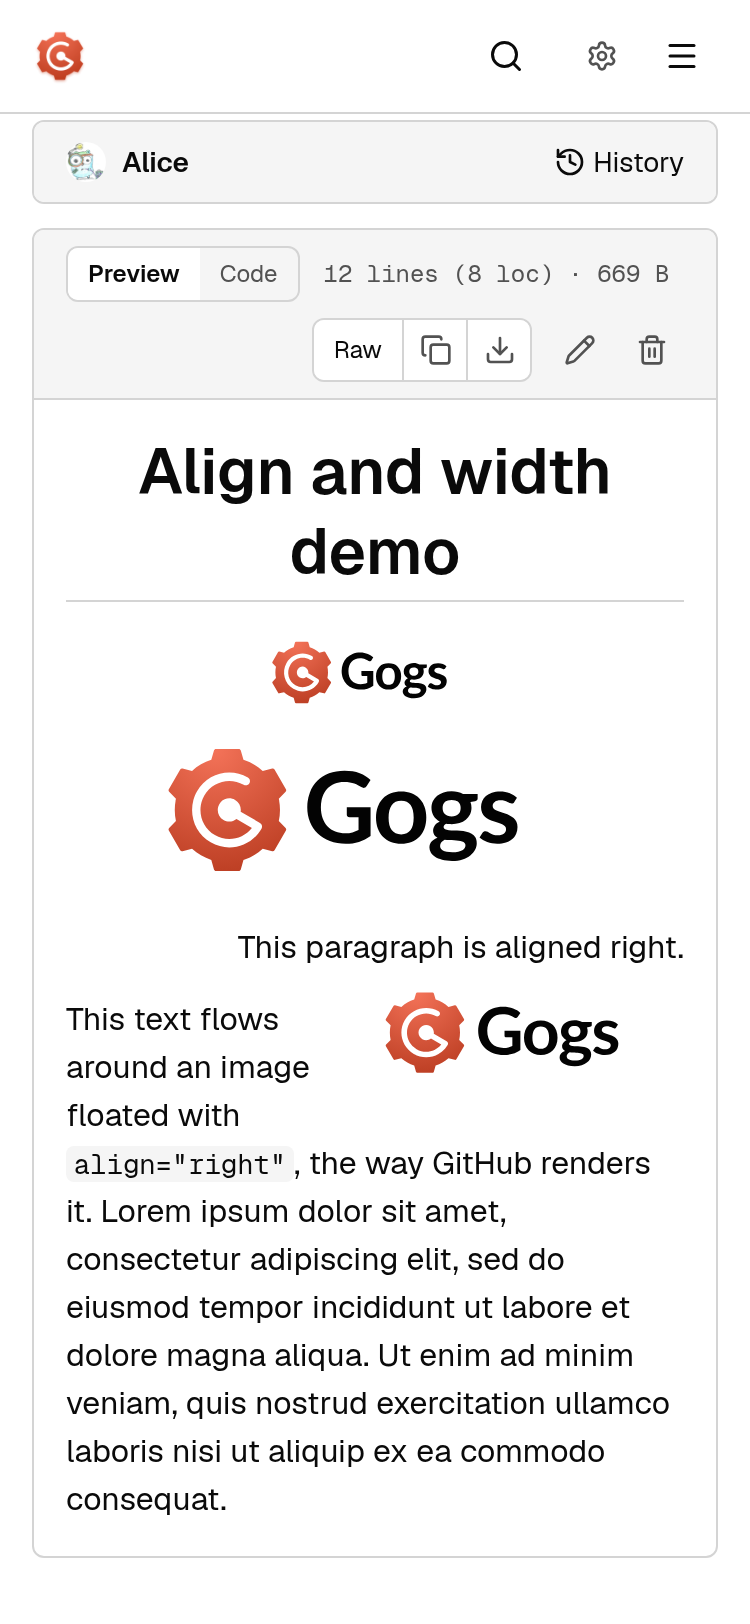 Alice
History
Preview
Code
12 lines (8 loc) · 669 B
Raw
Align and width
demo
Gogs
Gogs
This paragraph is aligned right.
Gogs
This text flows
around an image
floated with
align="right", the way GitHub renders
it. Lorem ipsum dolor sit amet,
consectetur adipiscing elit, sed do
eiusmod tempor incididunt ut labore et
dolore magna aliqua. Ut enim ad minim
veniam, quis nostrud exercitation ullamco
laboris nisi ut aliquip ex ea commodo
consequat.